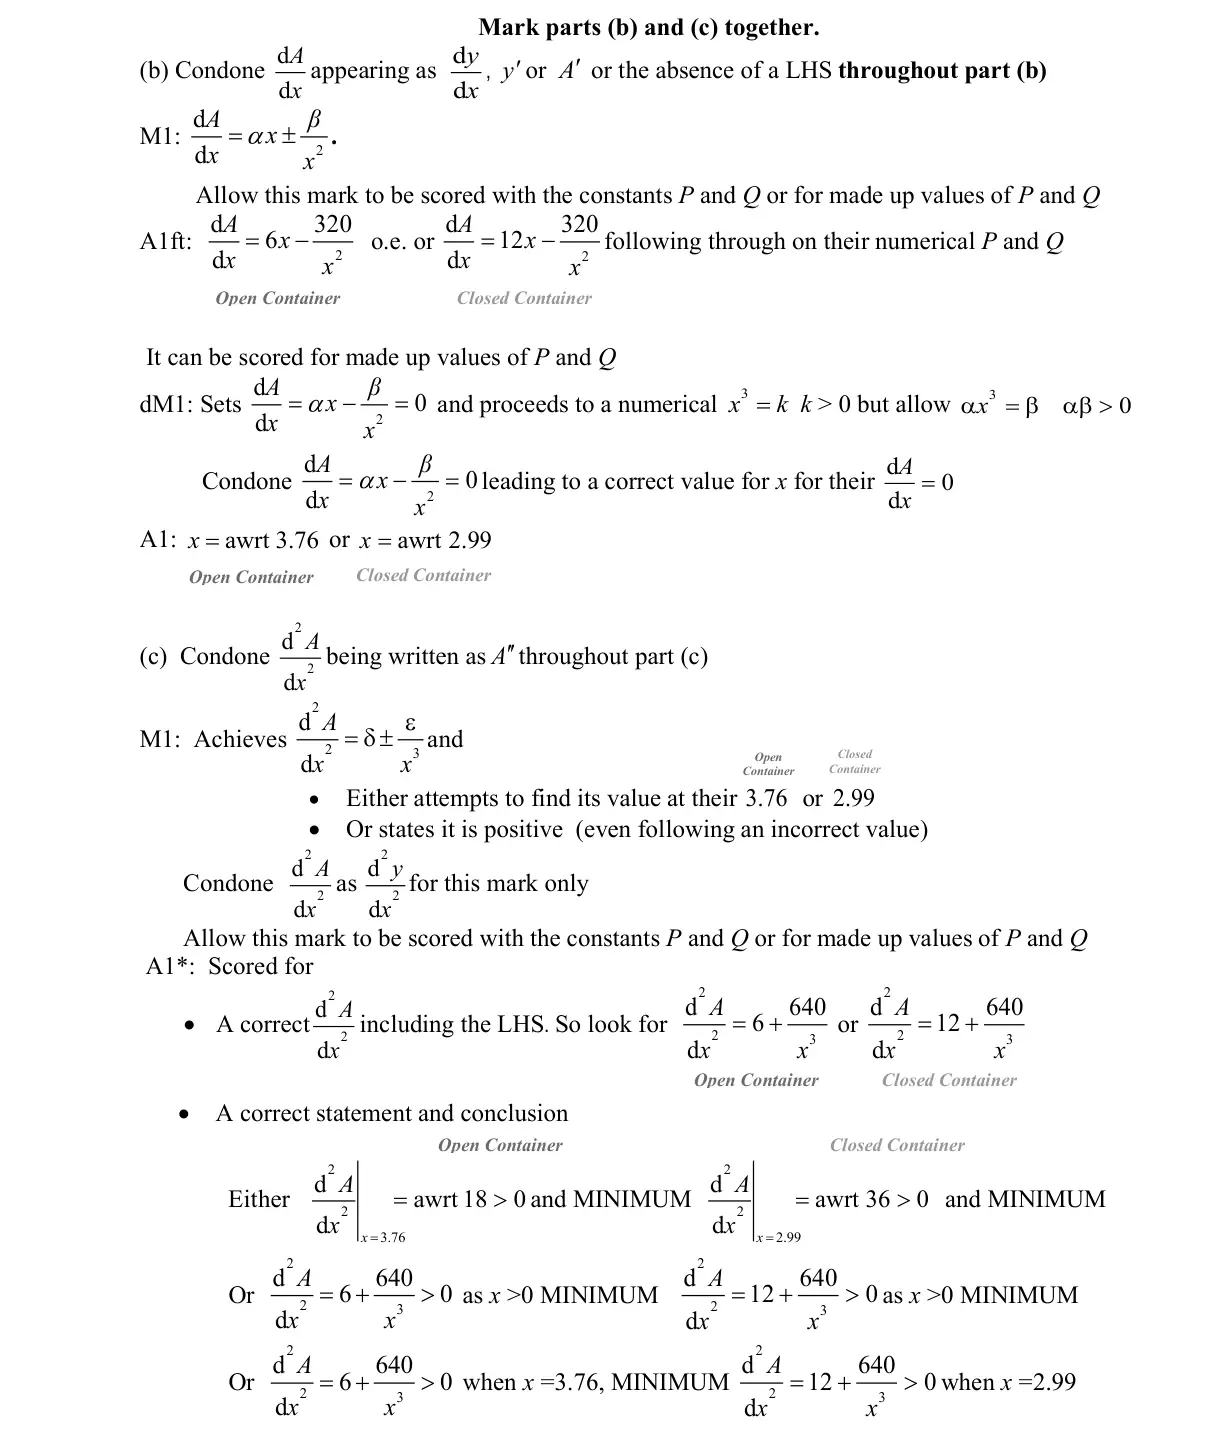 Mark parts (b) and (c) together.
(b) Condone dA/dx appearing as dy/dx, y′ or A′ or the absence of a LHS throughout part (b)
M1: dA/dx = αx ± β/x².
Allow this mark to be scored with the constants P and Q or for made up values of P and Q
A1ft: dA/dx = 6x − 320/x² o.e. or dA/dx = 12x − 320/x² following through on their numerical P and Q
Open Container Closed Container
It can be scored for made up values of P and Q
dM1: Sets dA/dx = αx − β/x² = 0 and proceeds to a numerical x³ = k k > 0 but allow αx³ = β αβ > 0
Condone dA/dx = αx − β/x² = 0 leading to a correct value for x for their dA/dx = 0
A1: x = awrt 3.76 or x = awrt 2.99
Open Container Closed Container
(c) Condone d²A/dx² being written as A″ throughout part (c)
M1: Achieves d²A/dx² = δ ± ε/x³ and
Open Container Closed Container
• Either attempts to find its value at their 3.76 or 2.99
• Or states it is positive (even following an incorrect value)
Condone d²A/dx² as d²y/dx² for this mark only
Allow this mark to be scored with the constants P and Q or for made up values of P and Q
A1*: Scored for
• A correct d²A/dx² including the LHS. So look for d²A/dx² = 6 + 640/x³ or d²A/dx² = 12 + 640/x³
Open Container Closed Container
• A correct statement and conclusion
Open Container Closed Container
Either d²A/dx²|x=3.76 = awrt 18 > 0 and MINIMUM d²A/dx²|x=2.99 = awrt 36 > 0 and MINIMUM
Or d²A/dx² = 6 + 640/x³ > 0 as x >0 MINIMUM d²A/dx² = 12 + 640/x³ > 0 as x >0 MINIMUM
Or d²A/dx² = 6 + 640/x³ > 0 when x =3.76, MINIMUM d²A/dx² = 12 + 640/x³ > 0 when x =2.99